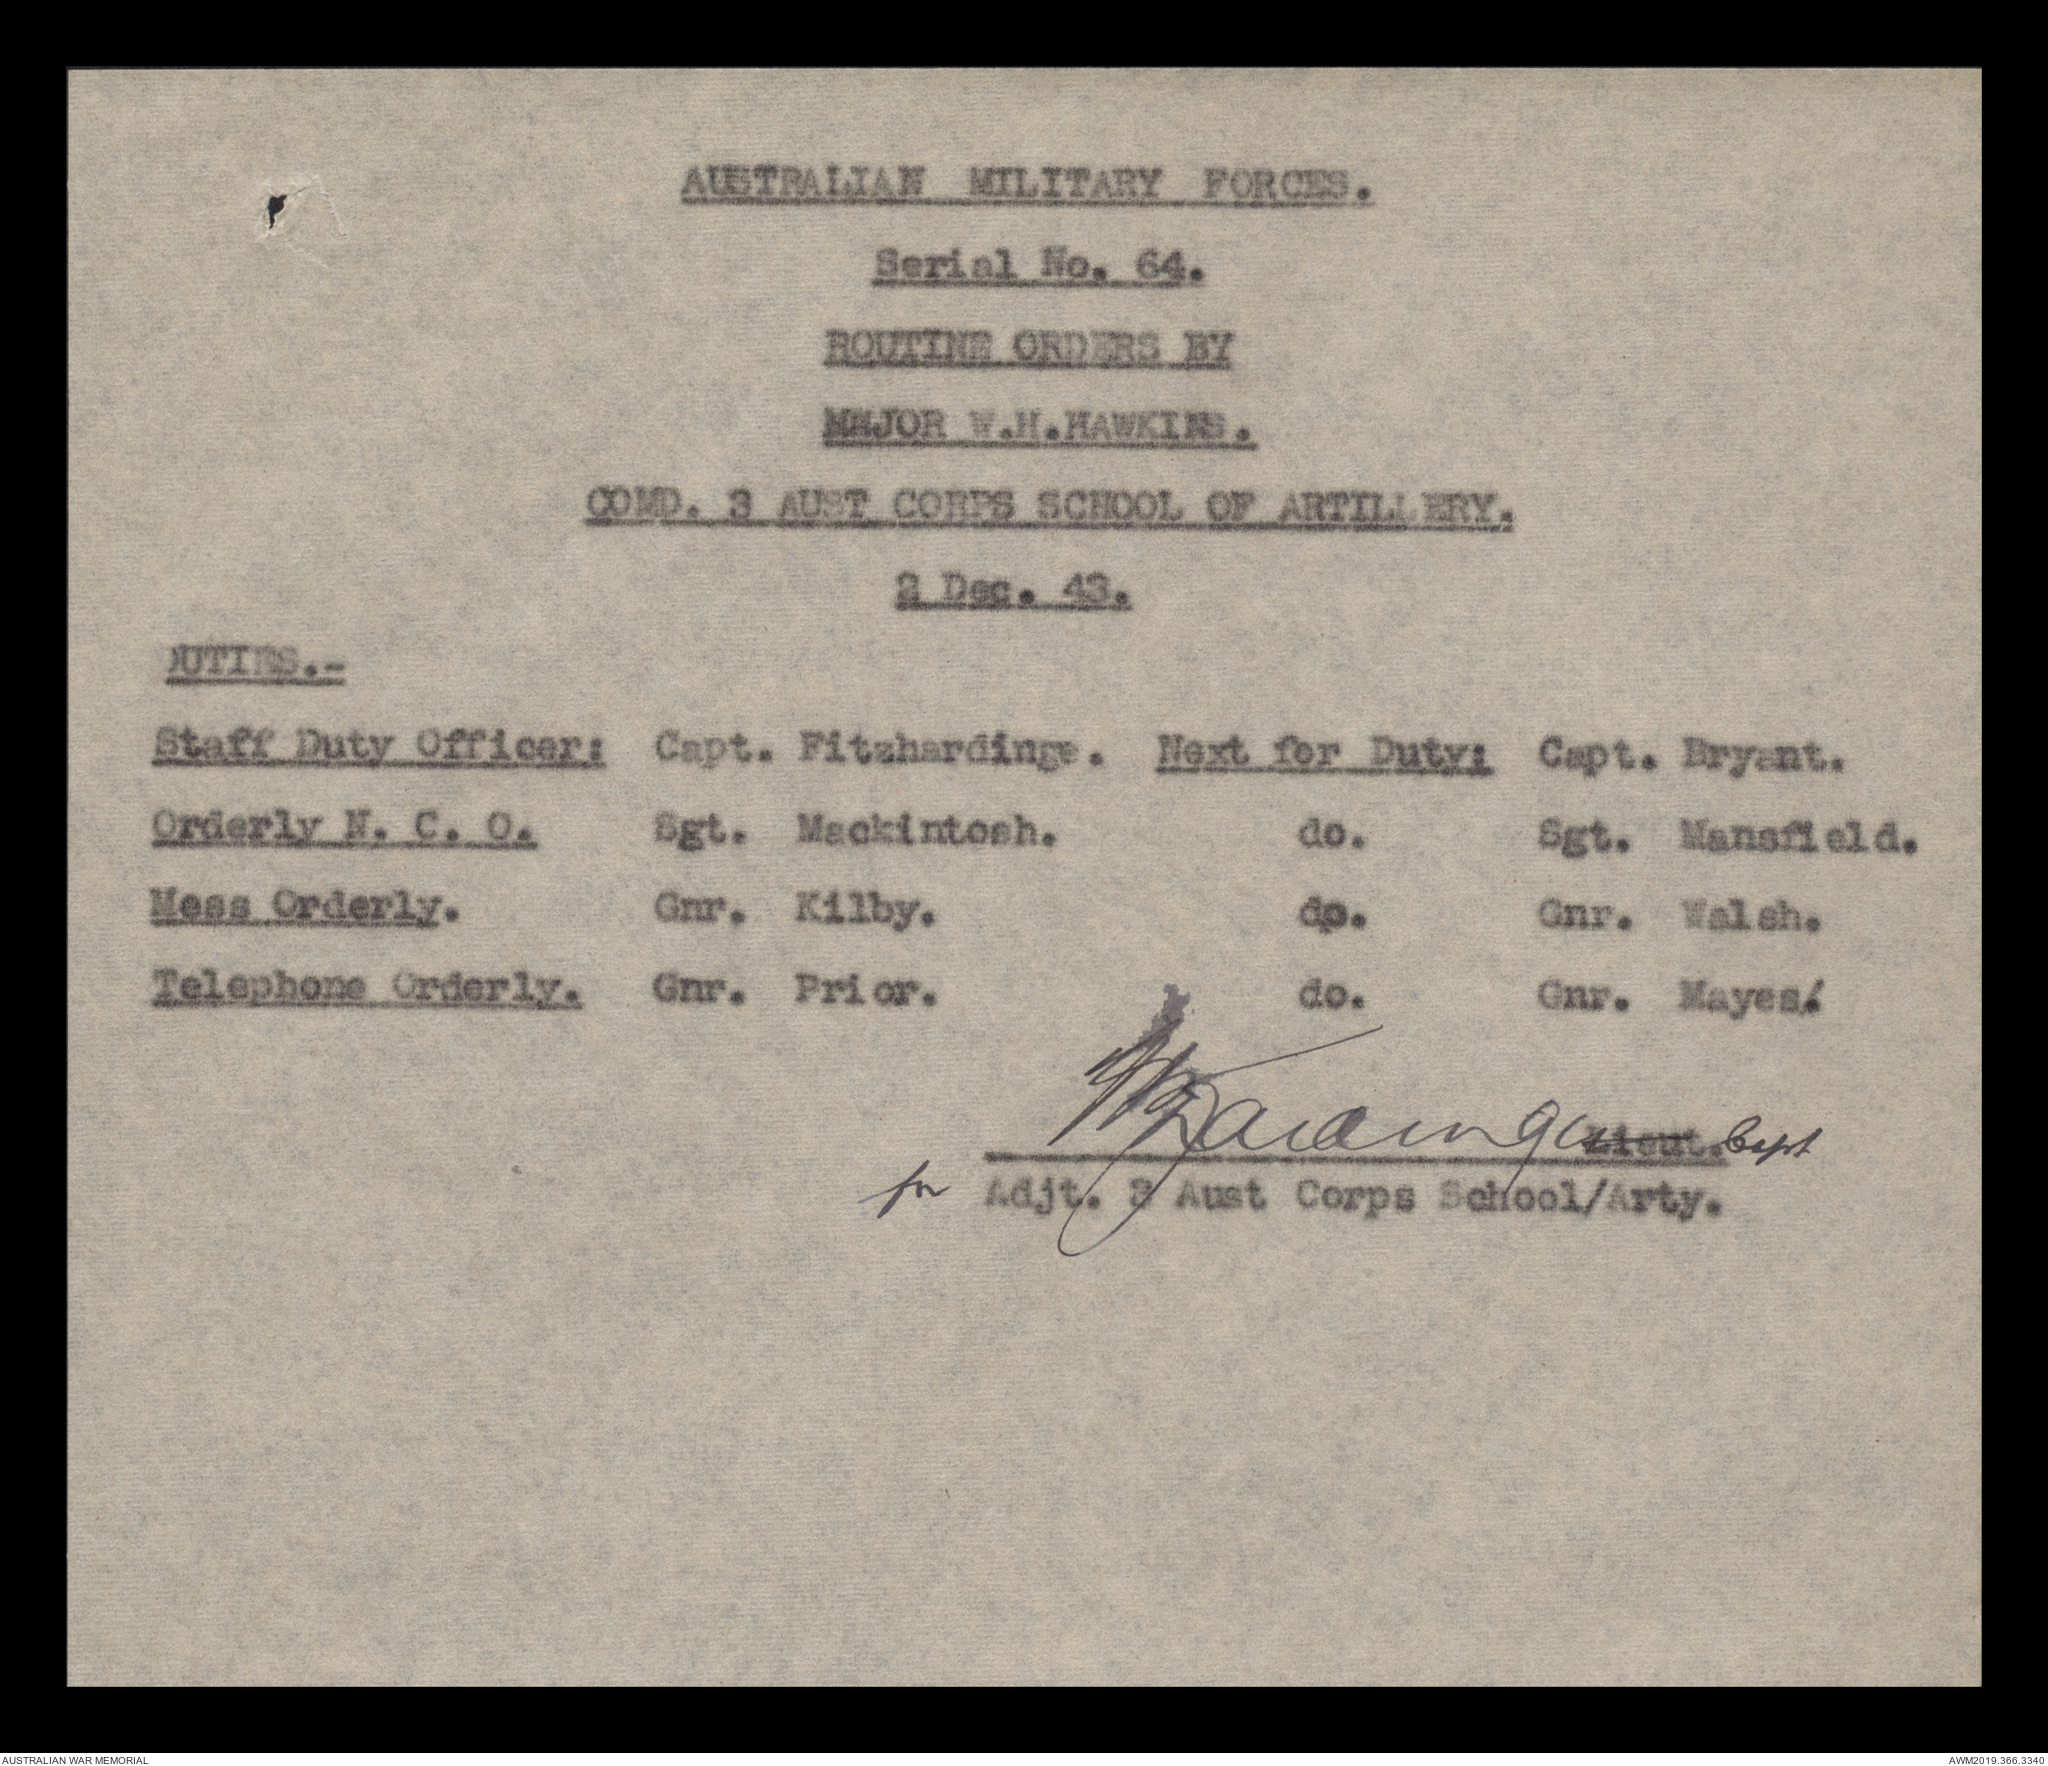 AUSTRALIAN MILITARY FORCES.
Serial No. 64.
ROUTINE ORDERS BY
MAJOR W.H.HAWKINS.
COMD. 3 AUST CORPS SCHOOL OF ARTILLERY.
2 Dec. 43.
DUTIES.-
Staff Duty Officer: Capt. Fitzhardinge. Next for Duty: Capt. Bryant.
Orderly N. C. O. Sgt. Mackintosh. do. Sgt. Mansfield.
Mess Orderly. Gnr. Kilby. do. Gnr. Walsh.
Telephone Orderly. Gnr. Prior. do. Gnr. Mayes.
Lieut. Capt
for Adjt. 3 Aust Corps School/Arty.
AUSTRALIAN WAR MEMORIAL AWM2019.366.3340